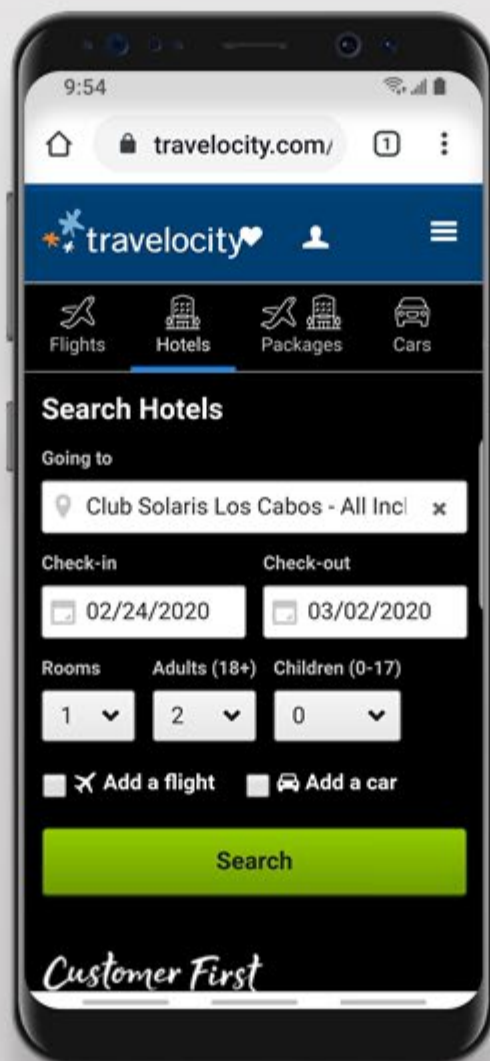 9:54
travelocity.com/ 1
travelocity
Flights Hotels Packages Cars
Search Hotels
Going to
Club Solaris Los Cabos - All Incl
Check-in Check-out
02/24/2020 03/02/2020
Rooms Adults (18+) Children (0-17)
1 2 0
Add a flight Add a car
Search
Customer First